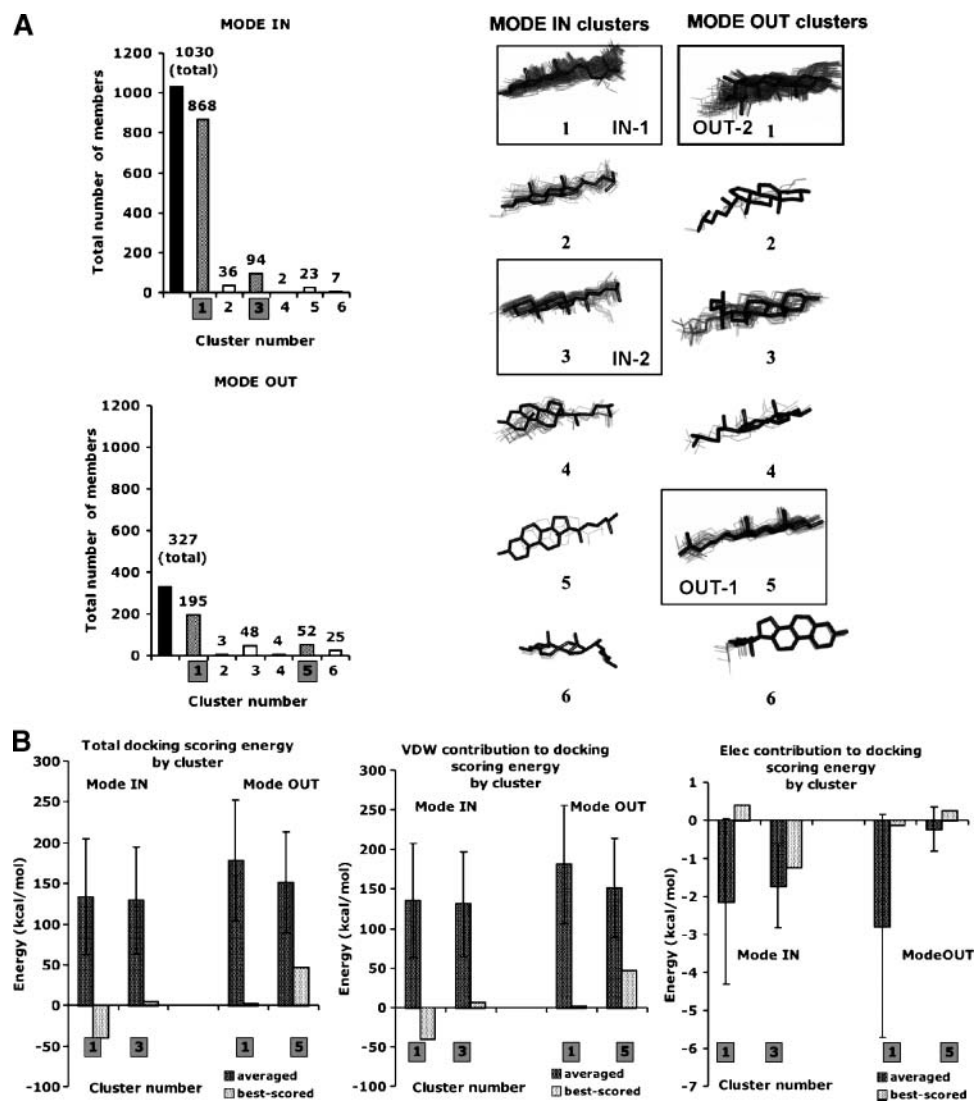 A
MODE IN
1200
1000
800
600
400
200
0
Total number of members
1030
(total)
868
36
94
2
23
7
1 2 3 4 5 6
Cluster number
MODE OUT
1200
1000
800
600
400
200
0
Total number of members
327
(total)
195
3
48
4
52
25
1 2 3 4 5 6
Cluster number
MODE IN clusters
1 IN-1
2
3 IN-2
4
5
6
MODE OUT clusters
OUT-2 1
2
3
4
OUT-1 5
6
B
Total docking scoring energy
by cluster
300
250
200
150
100
50
0
-50
-100
Energy (kcal/mol)
Mode IN
Mode OUT
1 3 1 5
Cluster number
averaged
best-scored
VDW contribution to docking
scoring energy
by cluster
300
250
200
150
100
50
0
-50
-100
Energy (kcal/mol)
Mode IN
Mode OUT
1 3 1 5
Cluster number
averaged
best-scored
Elec contribution to docking
scoring energy
by cluster
1
0
-1
-2
-3
-4
-5
-6
-7
Energy (kcal/mol)
Mode IN
ModeOUT
1 3 1 5
Cluster number
averaged
best-scored